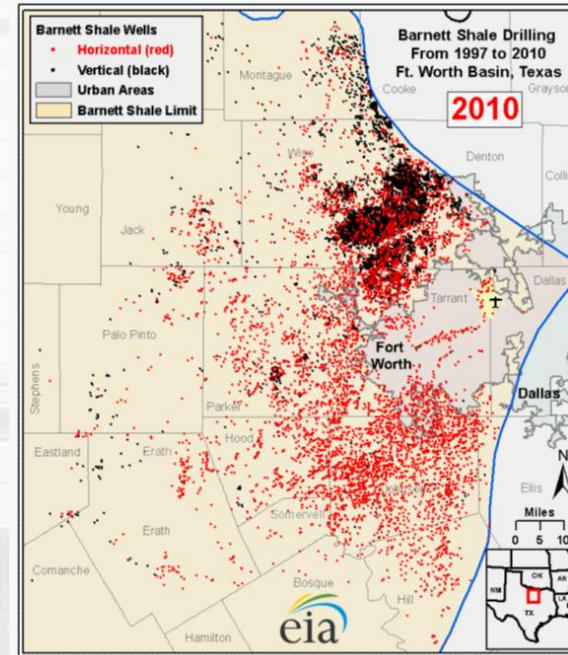 Barnett Shale Wells
Horizontal (red)
Vertical (black)
Urban Areas
Barnett Shale Limit
Barnett Shale Drilling
From 1997 to 2010
Ft. Worth Basin, Texas
2010
Montague
Cooke
Grayson
Wise
Denton
Colli
Young
Jack
Palo Pinto
Tarrant
Dallas
Fort
Worth
Stephens
Parker
Dallas
Eastland
Erath
Hood
Johnson
Ellis
N
Miles
0 5 10
Somervell
Erath
Comanche
Bosque
Hill
Hamilton
eia
OK
AR
NM
TX
LA